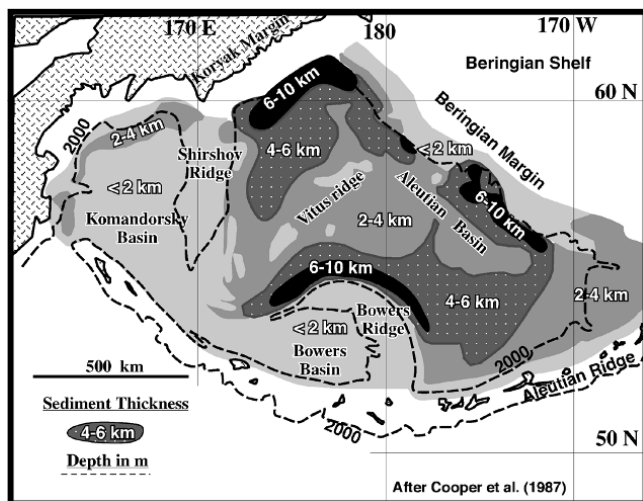 170 E
180
170 W
Koryak Margin
Beringian Shelf
6-10 km
60 N
2000
2-4 km
Shirshov
Ridge
4-6 km
< 2 km
Beringian Margin
< 2 km
Komandorsky
Basin
Vitus ridge
2-4 km
Aleutian
Basin
6-10 km
6-10 km
Bowers
Ridge
4-6 km
2-4 km
< 2 km
Bowers
Basin
2000
500 km
2000
Aleutian Ridge
Sediment Thickness
4-6 km
Depth in m
50 N
After Cooper et al. (1987)